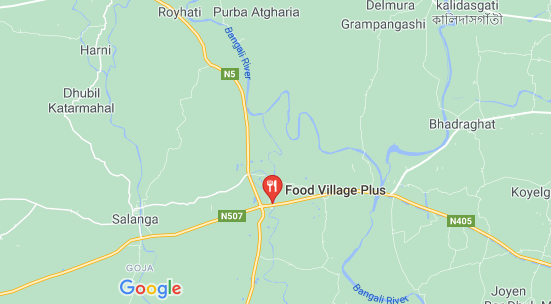 Royhati
Purba Atgharia
Delmura
kalidasgati
কালিদাসগাঁতী
Grampangashi
Harni
Bangali River
N5
Dhubil
Katarmahal
Bhadraghat
Food Village Plus
Koyelg
Salanga
N507
N405
GOJA
Google
Bangali River
Joyen